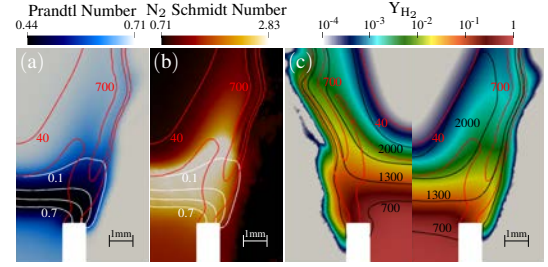 Prandtl Number
N₂ Schmidt Number
Y_H₂
0.44 0.71
0.71 2.83
10⁻⁴ 10⁻³ 10⁻² 10⁻¹ 1
(a)
700
40
0.1
0.7
1mm
(b)
700
40
0.1
0.7
1mm
(c)
700
40
2000
2000
1300
1300
700
700
1mm